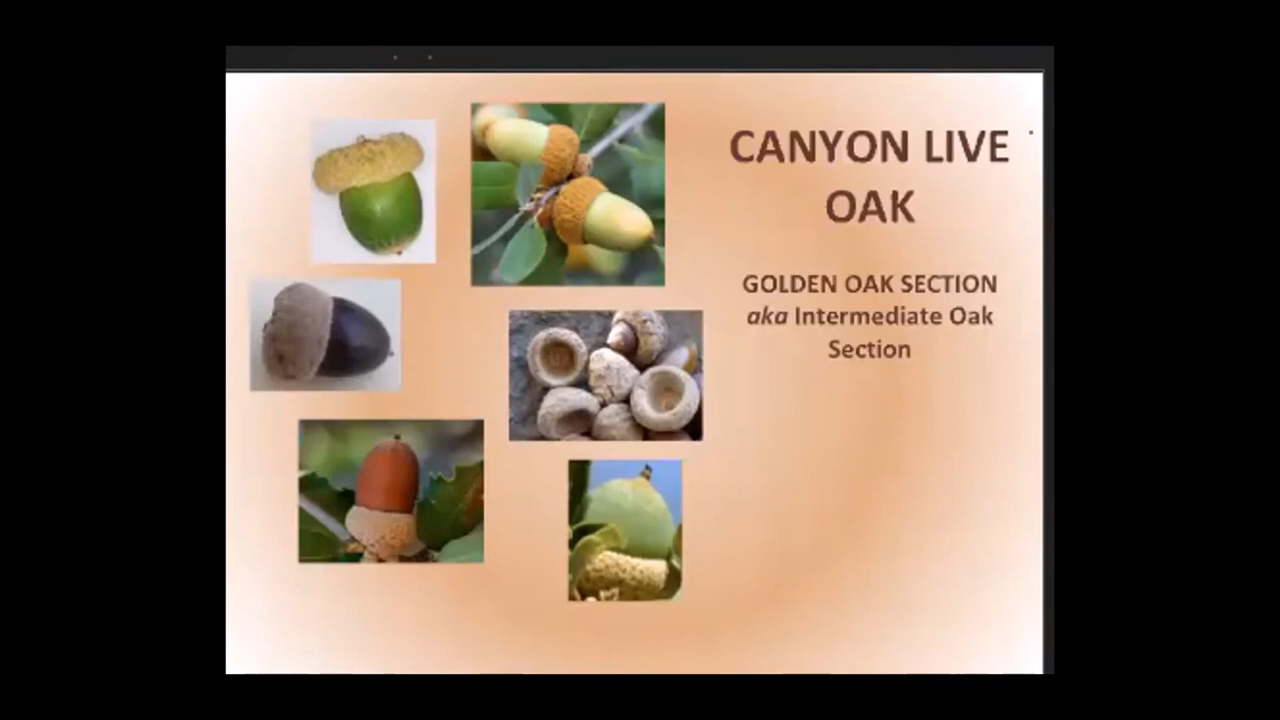 CANYON LIVE
OAK
GOLDEN OAK SECTION
aka Intermediate Oak
Section